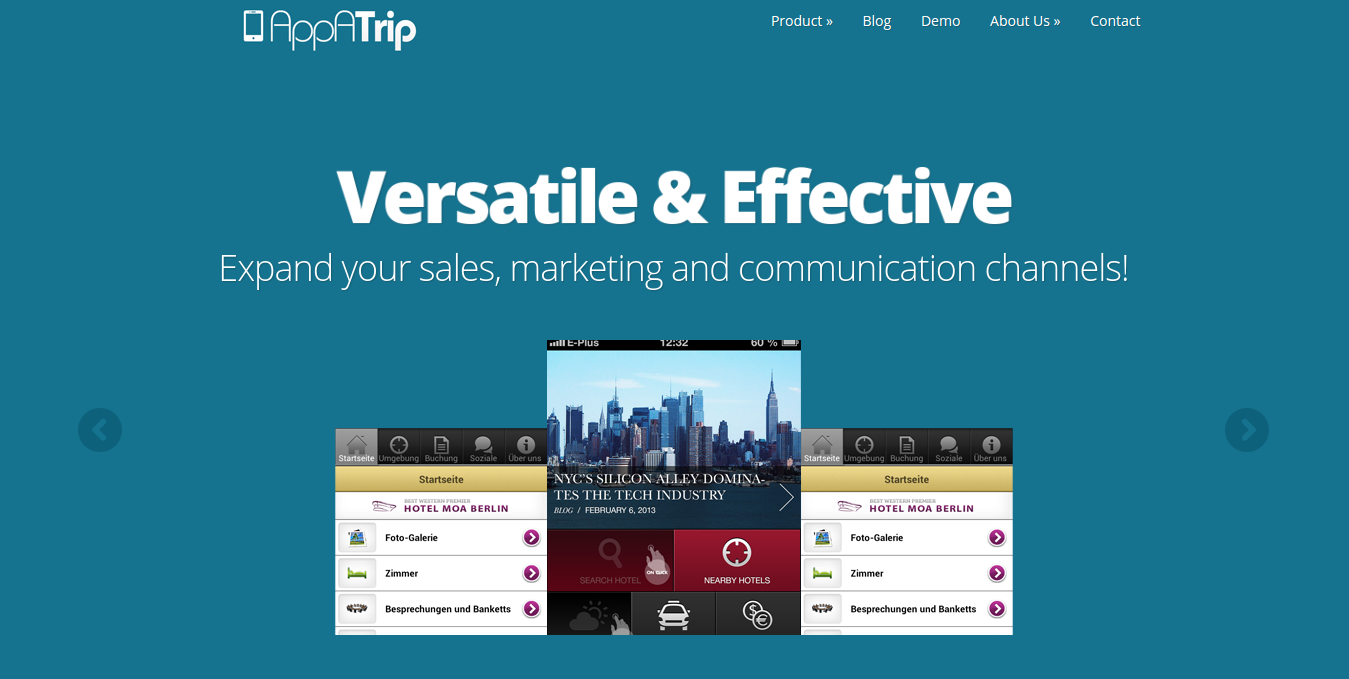 AppATrip
Product » Blog Demo About Us » Contact
Versatile & Effective
Expand your sales, marketing and communication channels!
E-Plus 12:32 60 %
NYC'S SILICON ALLEY DOMINA-
TES THE TECH INDUSTRY
BLOG / FEBRUARY 6, 2013
SEARCH HOTEL
ON CLICK
NEARBY HOTELS
Startseite Umgebung Buchung Soziale Über uns
Startseite
BEST WESTERN PREMIER
HOTEL MOA BERLIN
Foto-Galerie
Zimmer
Besprechungen und Banketts
Startseite Umgebung Buchung Soziale Über uns
Startseite
BEST WESTERN PREMIER
HOTEL MOA BERLIN
Foto-Galerie
Zimmer
Besprechungen und Banketts